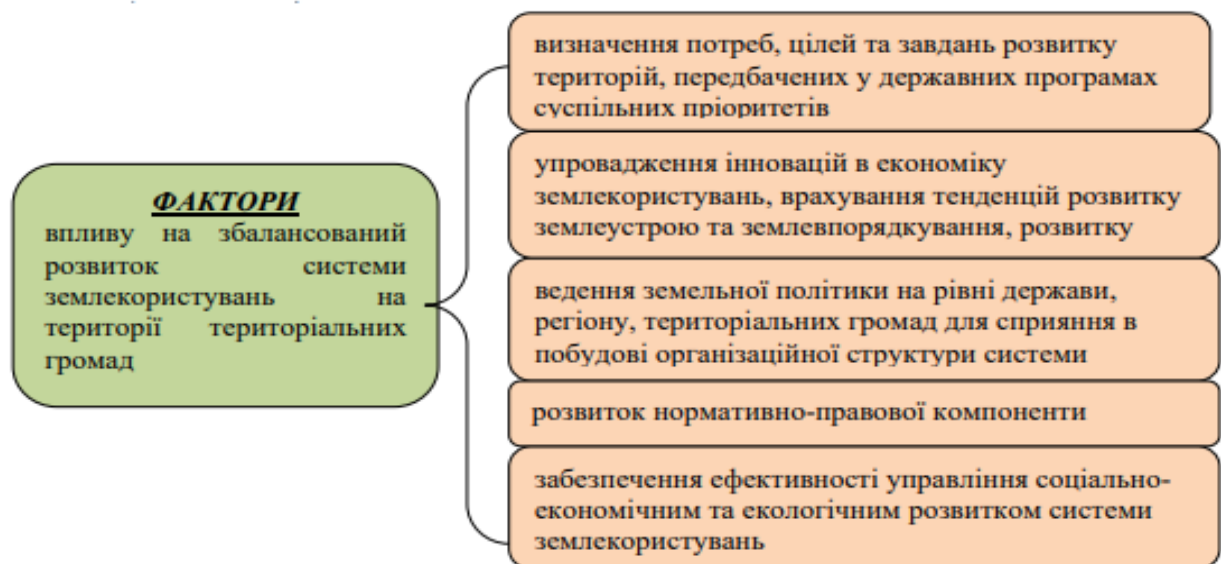 ФАКТОРИ
впливу на збалансований
розвиток системи
землекористувань на
території територіальних
громад
визначення потреб, цілей та завдань розвитку
територій, передбачених у державних програмах
суспільних пріоритетів
упровадження інновацій в економіку
землекористувань, врахування тенденцій розвитку
землеустрою та землевпорядкування, розвитку
ведення земельної політики на рівні держави,
регіону, територіальних громад для сприяння в
побудові організаційної структури системи
розвиток нормативно-правової компоненти
забезпечення ефективності управління соціально-
економічним та екологічним розвитком системи
землекористувань